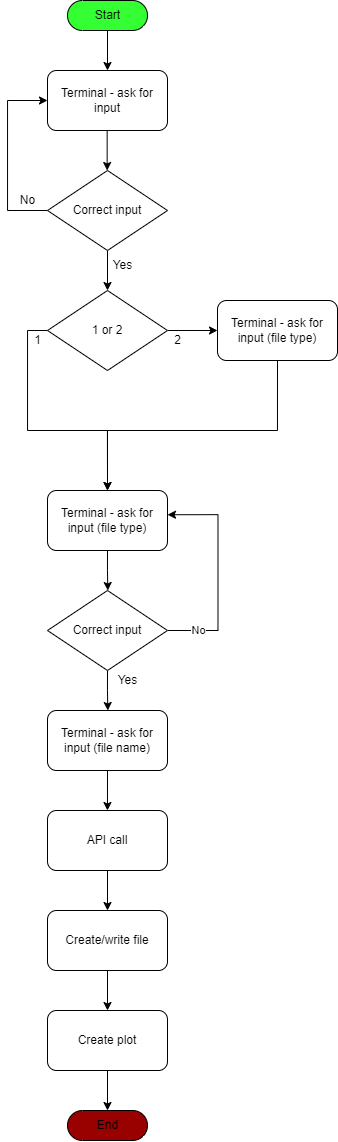 Start
Terminal - ask for
input
No
Correct input
Yes
1 or 2
1
2
Terminal - ask for
input (file type)
Terminal - ask for
input (file type)
Correct input
No
Yes
Terminal - ask for
input (file name)
API call
Create/write file
Create plot
End